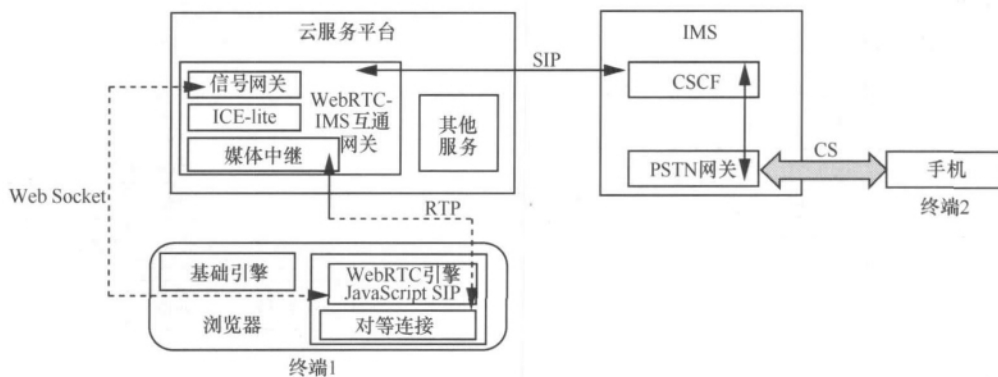 云服务平台
IMS
SIP
信号网关
CSCF
WebRTC-
IMS 互通
网关
ICE-lite
其他
服务
媒体中继
PSTN网关
CS
手机
终端2
Web Socket
RTP
基础引擎
WebRTC引擎
JavaScript SIP
浏览器
对等连接
终端1